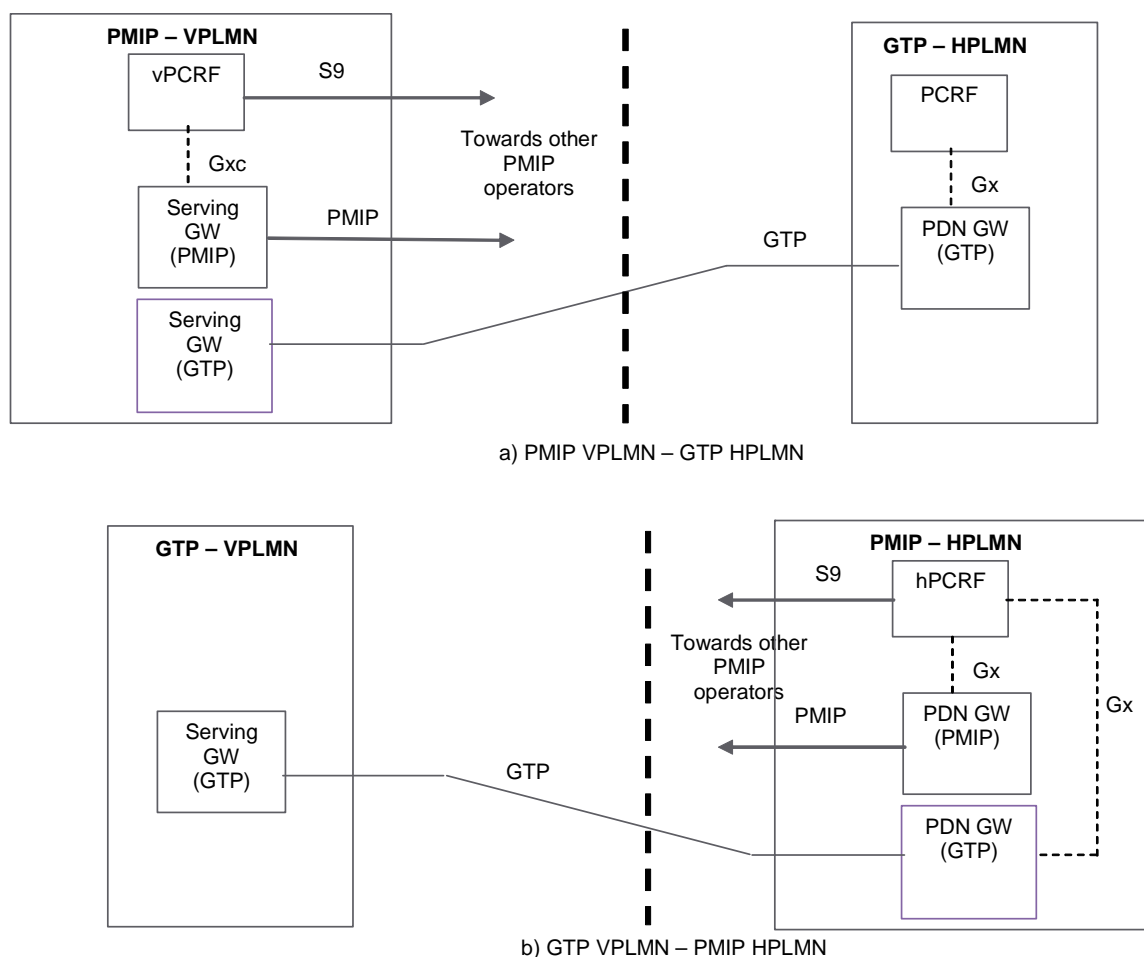 PMIP – VPLMN
GTP – HPLMN
vPCRF
S9
PCRF
Towards other
PMIP
operators
Gxc
Gx
Serving
GW
(PMIP)
PMIP
PDN GW
(GTP)
GTP
Serving
GW
(GTP)
a) PMIP VPLMN – GTP HPLMN
GTP – VPLMN
PMIP – HPLMN
S9
hPCRF
Towards other
PMIP
operators
Gx
Gx
PMIP
PDN GW
(PMIP)
Serving
GW
(GTP)
GTP
PDN GW
(GTP)
b) GTP VPLMN – PMIP HPLMN